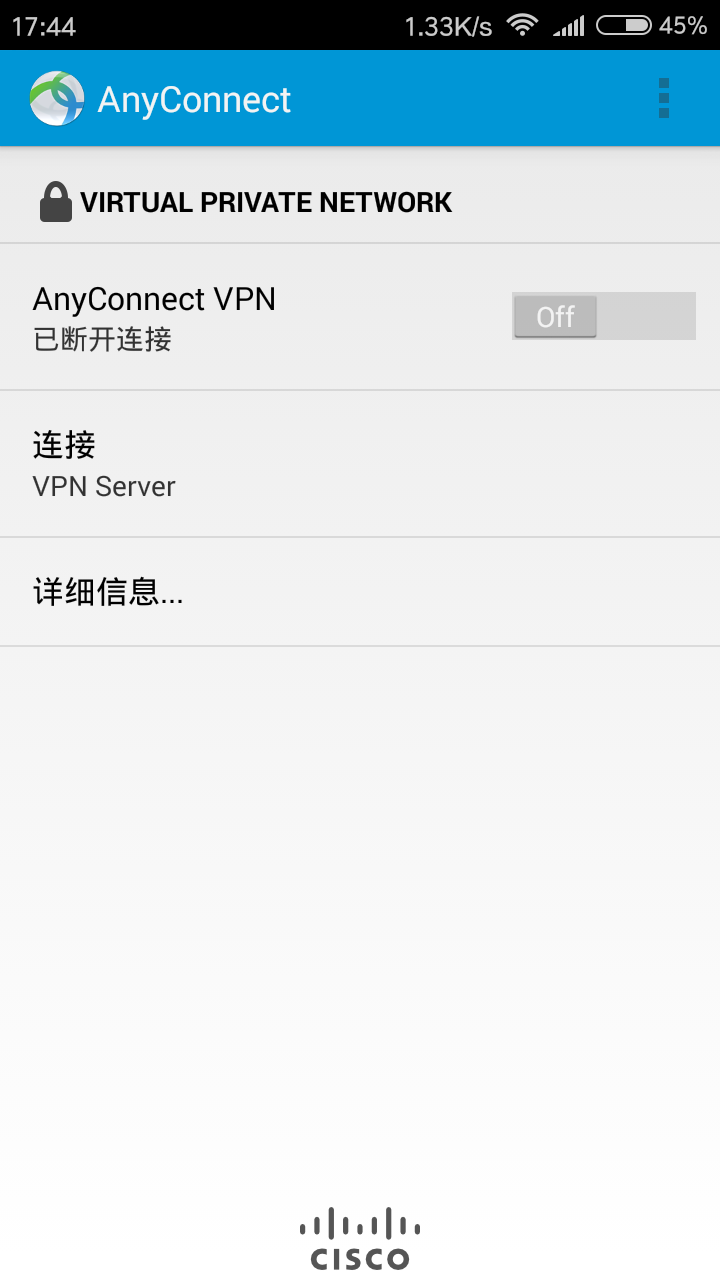 17:44 1.33K/s 45%
AnyConnect
VIRTUAL PRIVATE NETWORK
AnyConnect VPN
Off
已断开连接
连接
VPN Server
详细信息...
CISCO